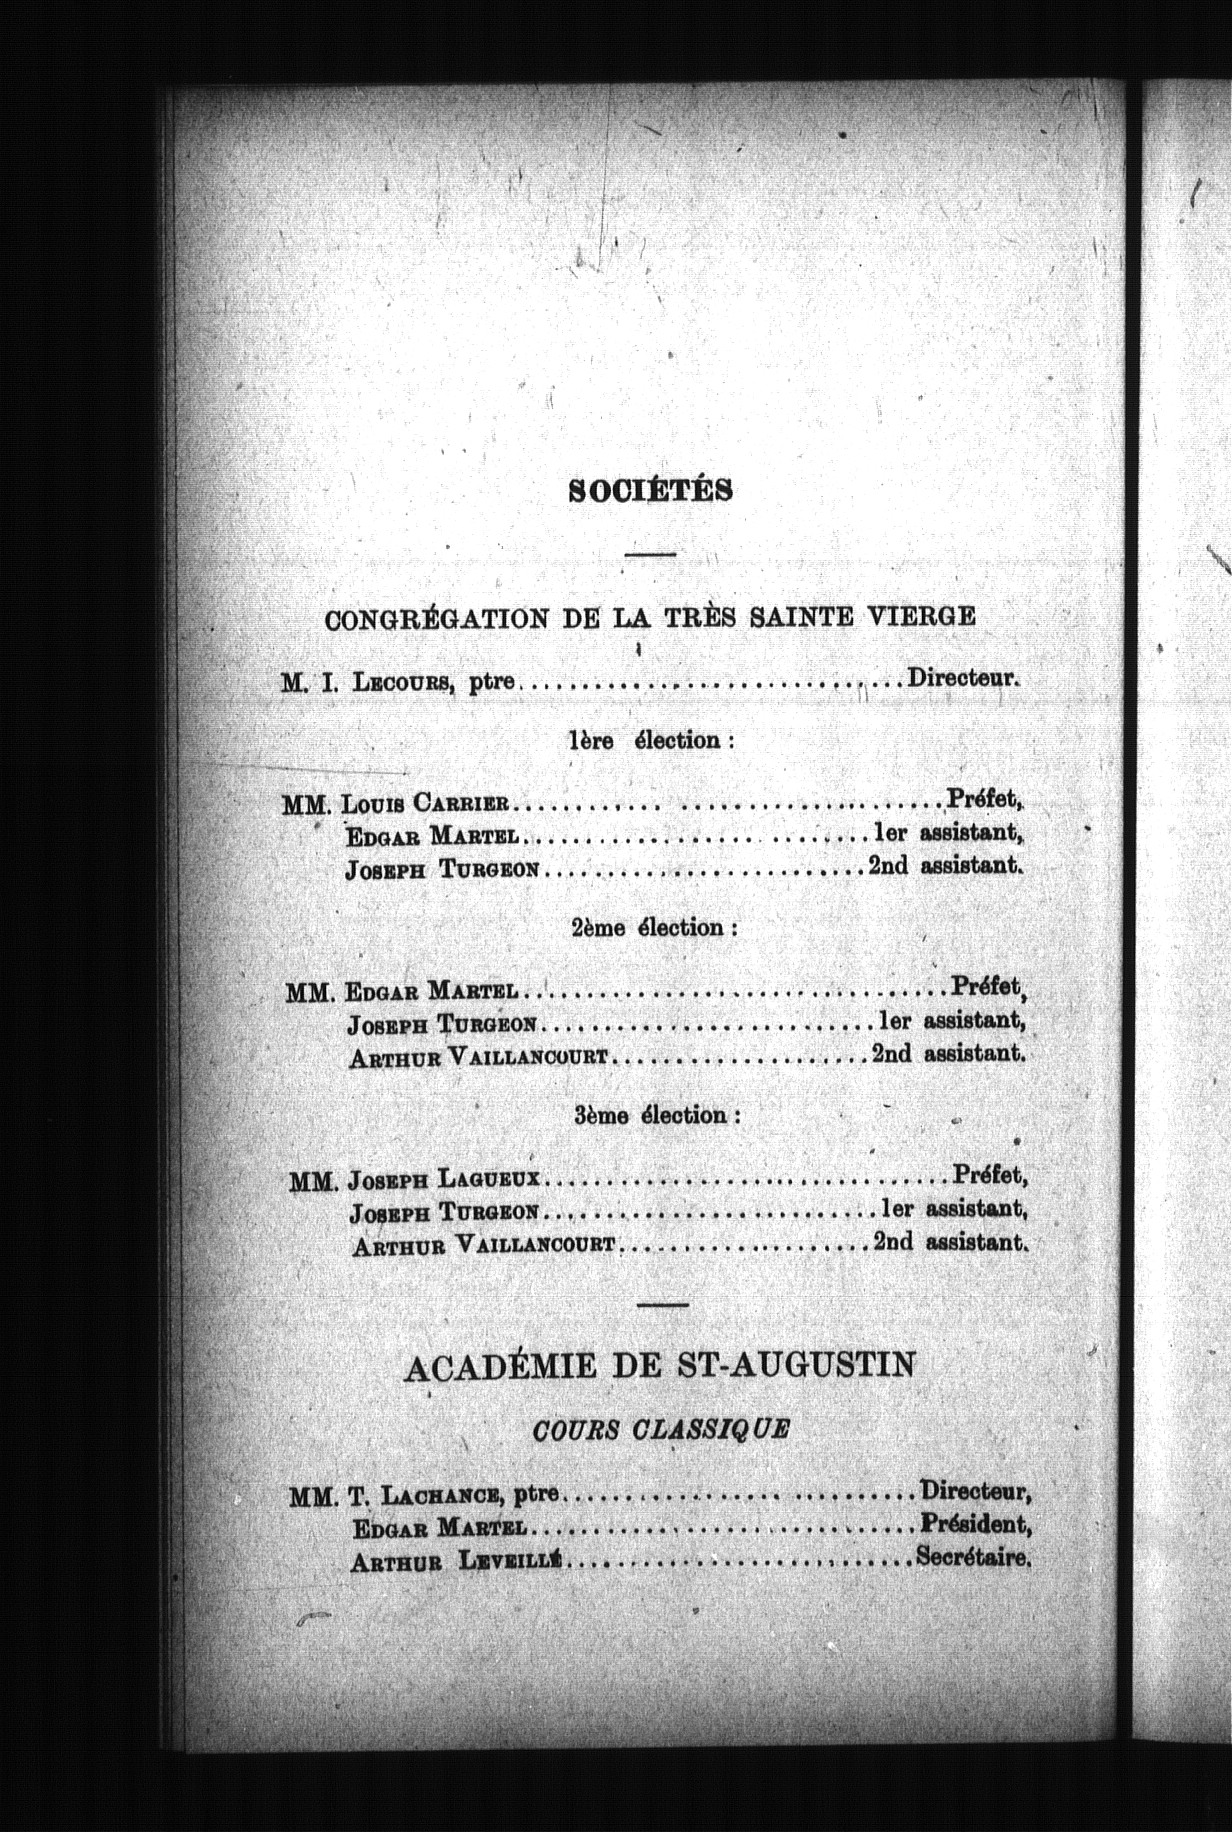 SOCIÉTÉS
CONGRÉGATION DE LA TRÈS SAINTE VIERGE
M. I. LECOURS, ptre..............................Directeur.
1ère élection :
MM. LOUIS CARRIER............ .....................Préfet,
EDGAR MARTEL............................1er assistant,
JOSEPH TURGEON..........................2nd assistant.
2ème élection :
MM. EDGAR MARTEL..................................Préfet,
JOSEPH TURGEON...........................1er assistant,
ARTHUR VAILLANCOURT.....................2nd assistant.
3ème élection :
MM. JOSEPH LAGUEUX................................Préfet,
JOSEPH TURGEON...........................1er assistant,
ARTHUR VAILLANCOURT....................2nd assistant.
ACADÉMIE DE ST-AUGUSTIN
COURS CLASSIQUE
MM. T. LACHANCE, ptre.................. ..........Directeur,
EDGAR MARTEL...............................Président,
ARTHUR LEVEILLÉ............................Secrétaire.